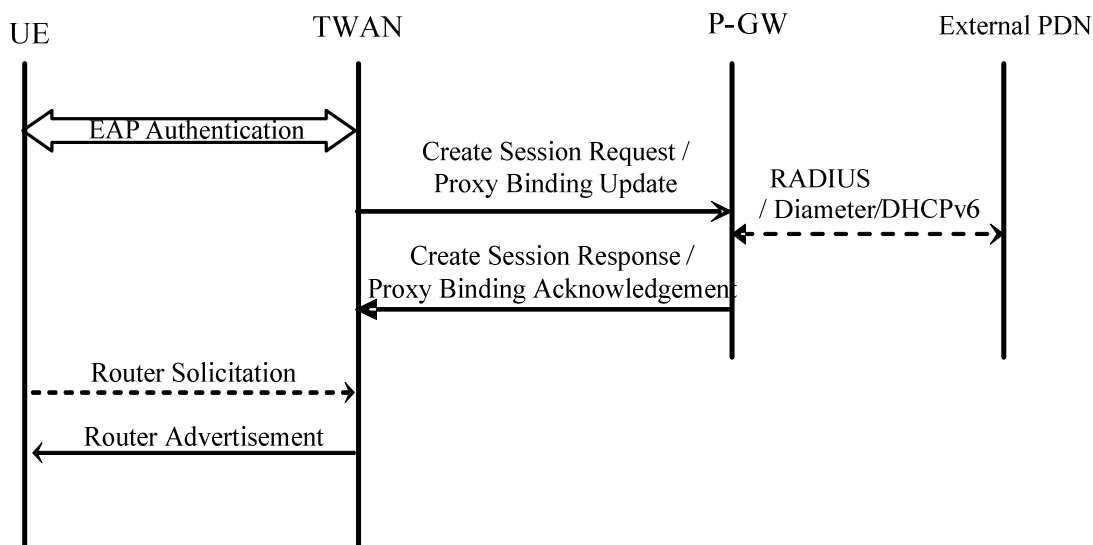 UE
TWAN
P-GW
External PDN
EAP Authentication
Create Session Request /
Proxy Binding Update
RADIUS
/ Diameter/DHCPv6
Create Session Response /
Proxy Binding Acknowledgement
Router Solicitation
Router Advertisement